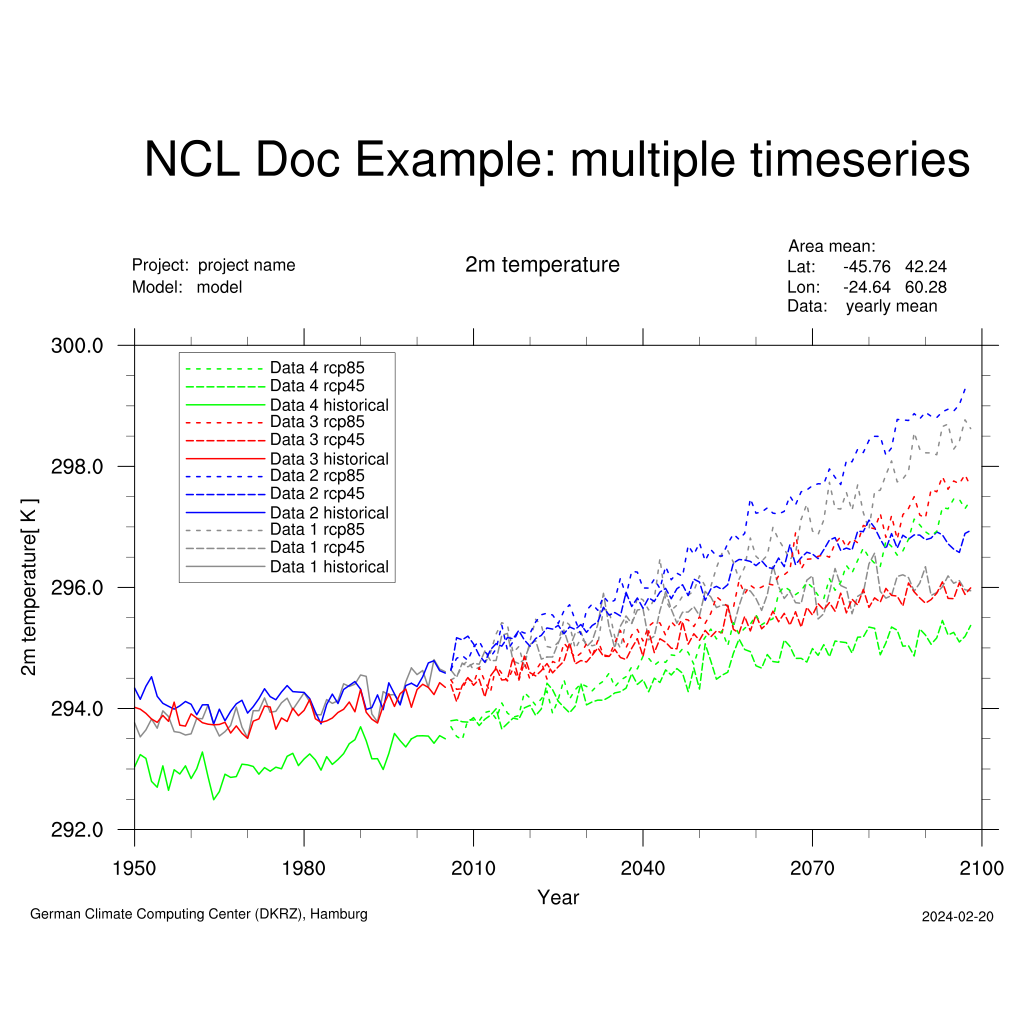 NCL Doc Example: multiple timeseries
Area mean:
Project:  project name
2m temperature
Lat:  -45.76  42.24
Model:  model
Lon:  -24.64  60.28
Data:  yearly mean
300.0
298.0
296.0
294.0
292.0
2m temperature[ K ]
Data 4 rcp85
Data 4 rcp45
Data 4 historical
Data 3 rcp85
Data 3 rcp45
Data 3 historical
Data 2 rcp85
Data 2 rcp45
Data 2 historical
Data 1 rcp85
Data 1 rcp45
Data 1 historical
1950 1980 2010 2040 2070 2100
Year
German Climate Computing Center (DKRZ), Hamburg
2024-02-20